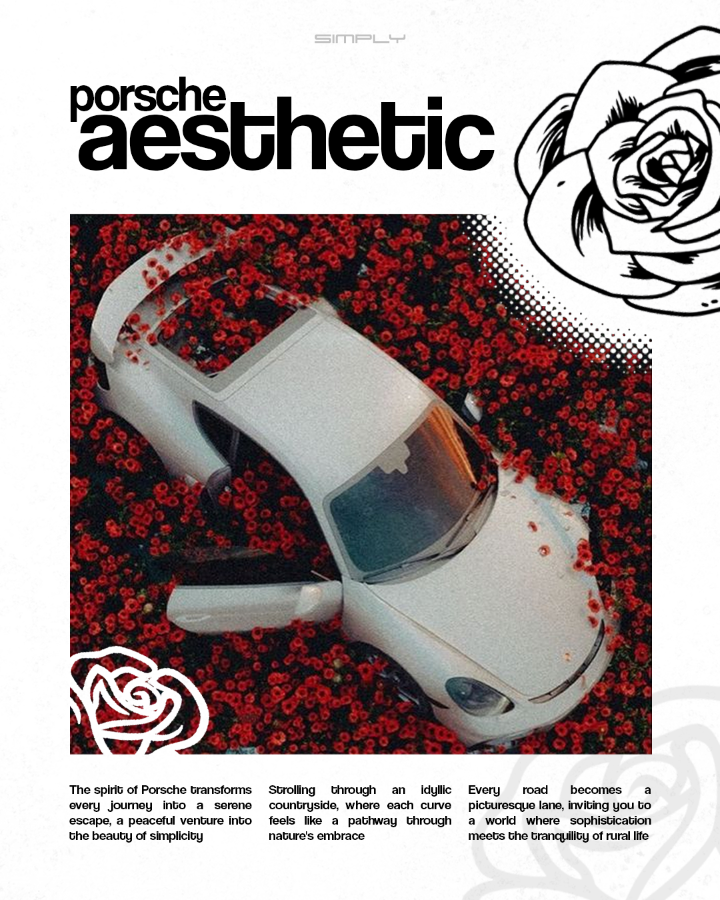 SIMPLY
porsche
aesthetic
The spirit of Porsche transforms
every journey into a serene
escape, a peaceful venture into
the beauty of simplicity
Strolling through an idyllic
countryside, where each curve
feels like a pathway through
nature's embrace
Every road becomes a
picturesque lane, inviting you to
a world where sophistication
meets the tranquility of rural life